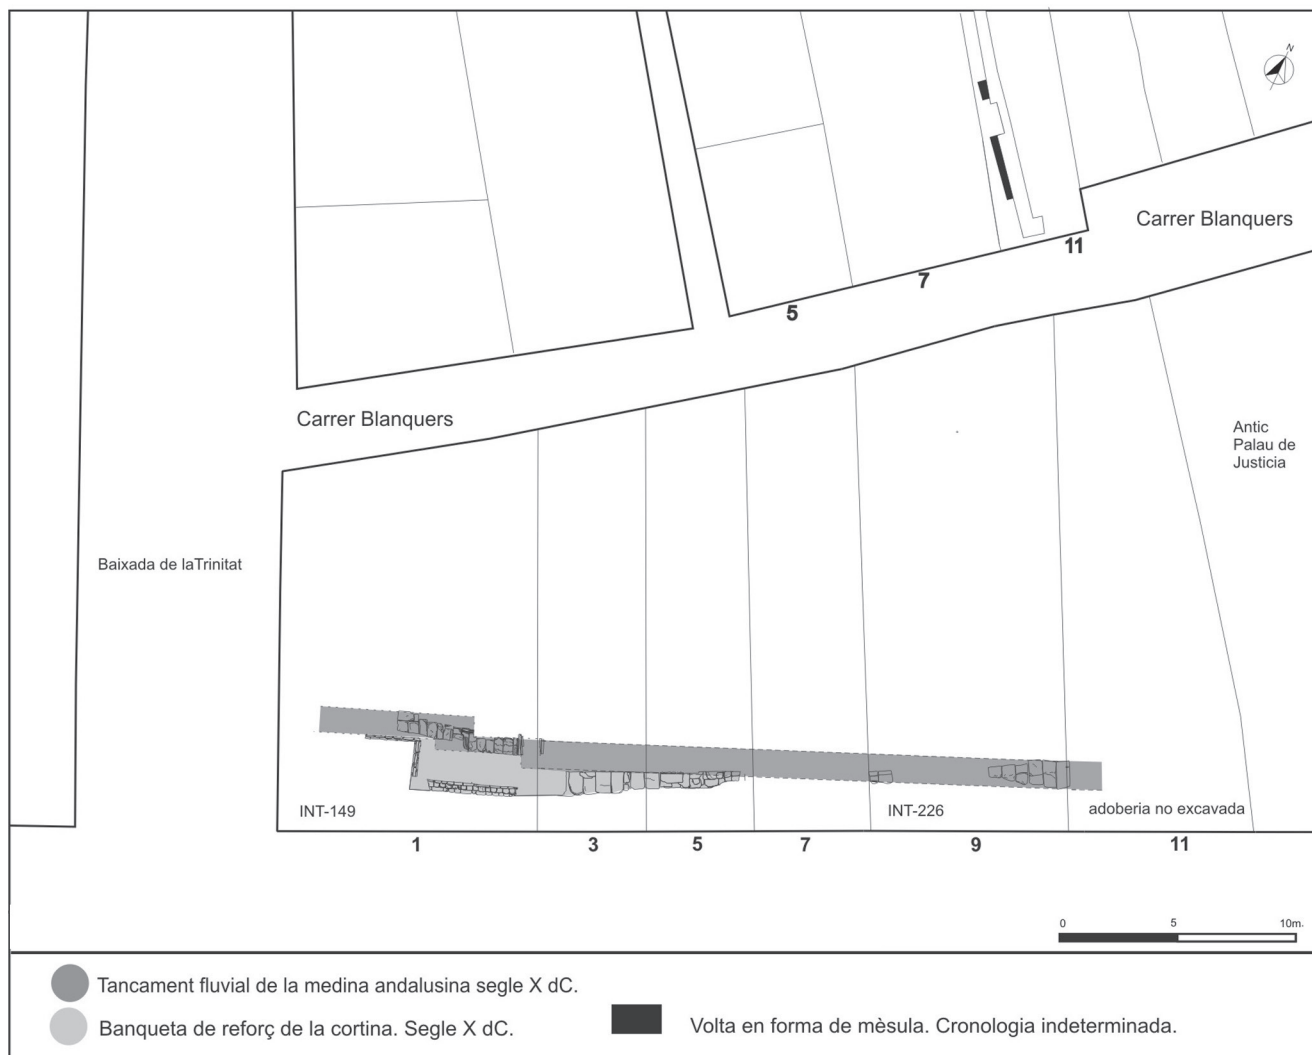 N
Carrer Blanquers
11
7
5
Carrer Blanquers
Antic
Palau de
Justicia
Baixada de laTrinitat
INT-149
INT-226
adoberia no excavada
1
3
5
7
9
11
0
5
10m.
Tancament fluvial de la medina andalusina segle X dC.
Banqueta de reforç de la cortina. Segle X dC.
Volta en forma de mèsula. Cronologia indeterminada.